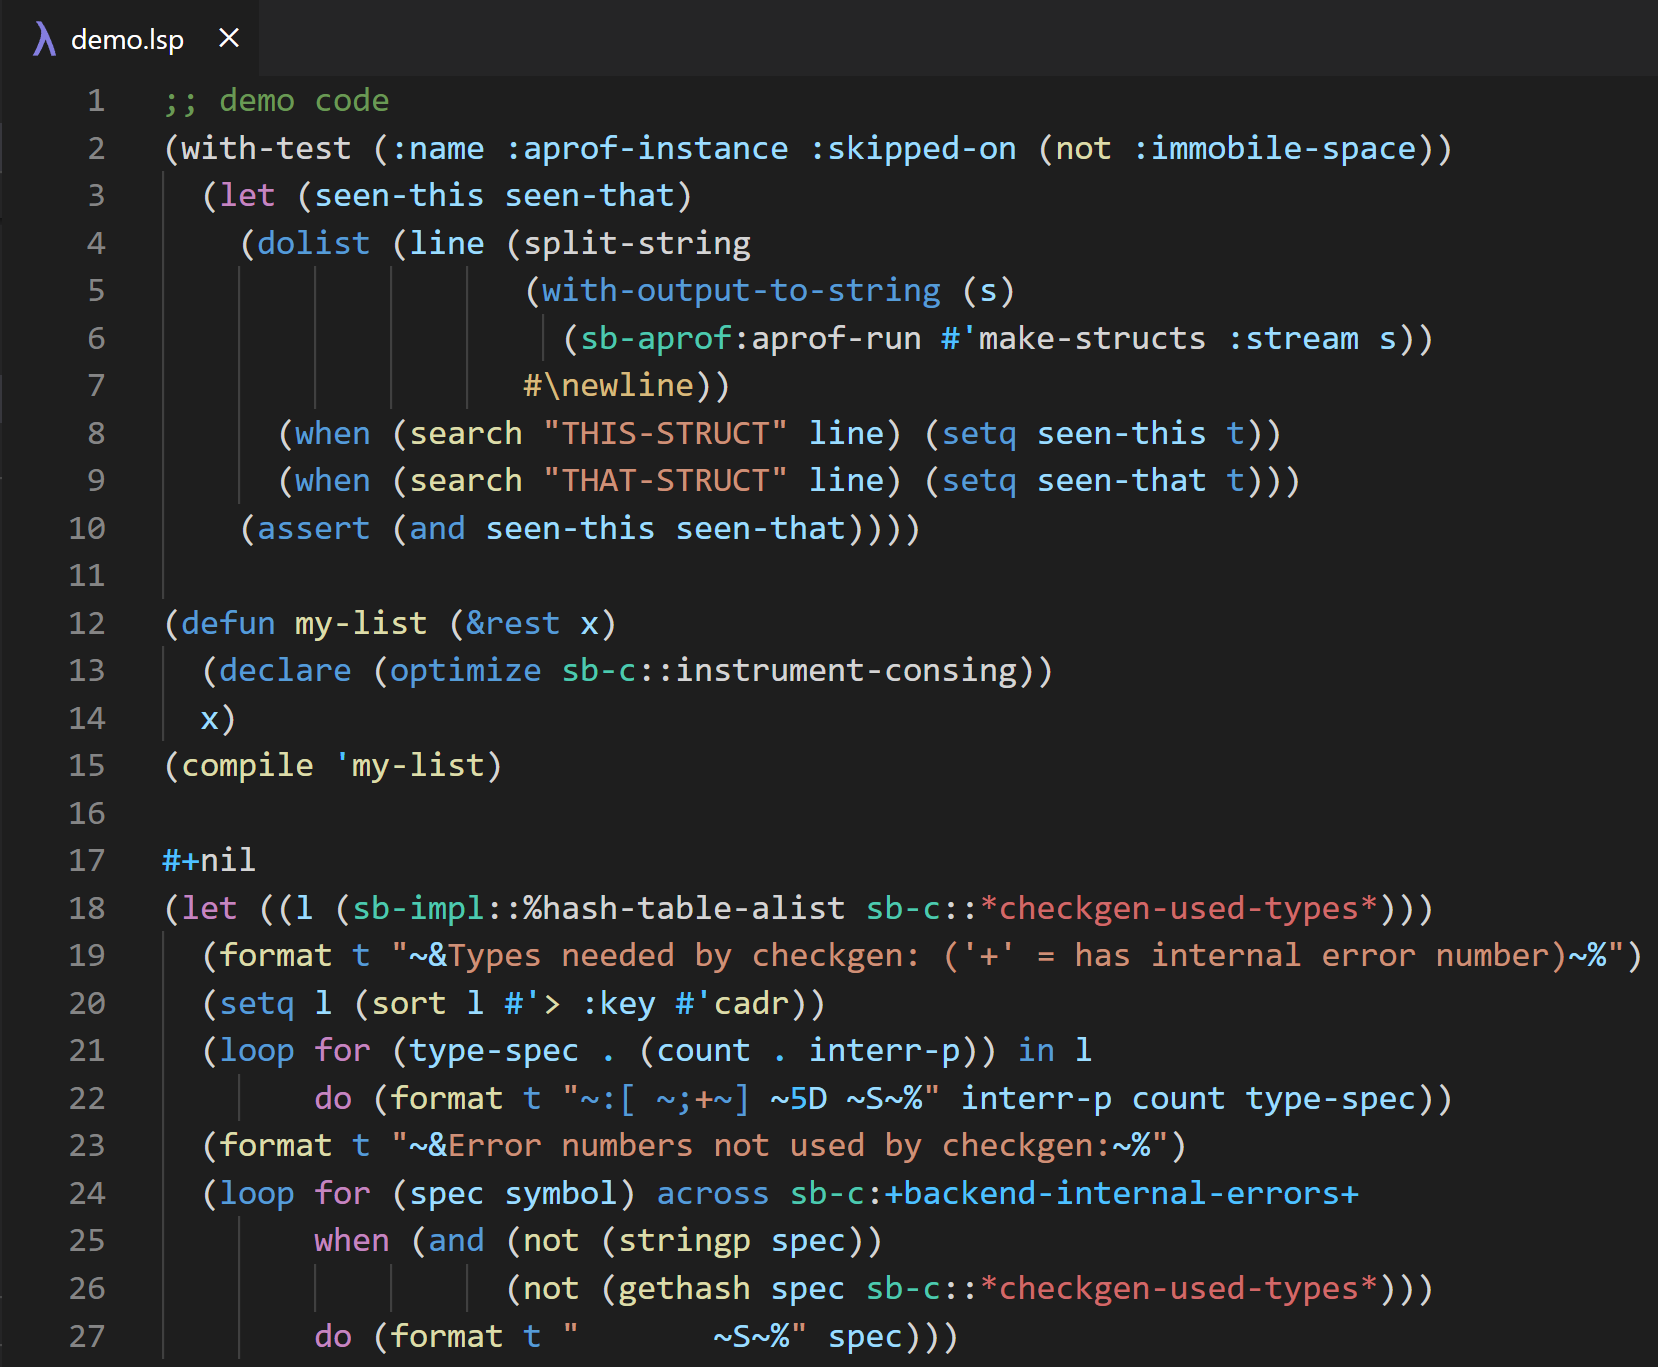 demo.lsp ×
1 ;; demo code
2 (with-test (:name :aprof-instance :skipped-on (not :immobile-space))
3   (let (seen-this seen-that)
4     (dolist (line (split-string
5                    (with-output-to-string (s)
6                      (sb-aprof:aprof-run #'make-structs :stream s))
7                    #\newline))
8       (when (search "THIS-STRUCT" line) (setq seen-this t))
9       (when (search "THAT-STRUCT" line) (setq seen-that t)))
10     (assert (and seen-this seen-that))))
11
12 (defun my-list (&rest x)
13   (declare (optimize sb-c::instrument-consing))
14   x)
15 (compile 'my-list)
16
17 #+nil
18 (let ((l (sb-impl::%hash-table-alist sb-c::*checkgen-used-types*)))
19   (format t "~&Types needed by checkgen: ('+' = has internal error number)~%")
20   (setq l (sort l #'> :key #'cadr))
21   (loop for (type-spec . (count . interr-p)) in l
22         do (format t "~:[ ~;+~] ~5D ~S~%" interr-p count type-spec))
23   (format t "~&Error numbers not used by checkgen:~%")
24   (loop for (spec symbol) across sb-c:+backend-internal-errors+
25         when (and (not (stringp spec))
26                   (not (gethash spec sb-c::*checkgen-used-types*)))
27         do (format t "       ~S~%" spec)))